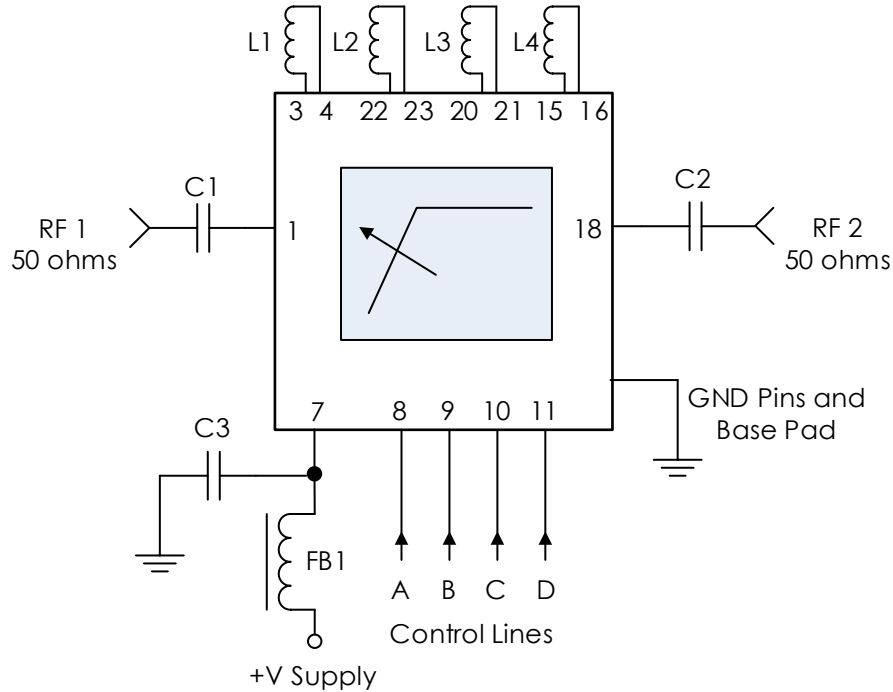 L1 L2 L3 L4
3 4 22 23 20 21 15 16
C1
C2
RF 1
50 ohms
1
18
RF 2
50 ohms
7 8 9 10 11
GND Pins and
Base Pad
C3
FB1
A B C D
Control Lines
+V Supply